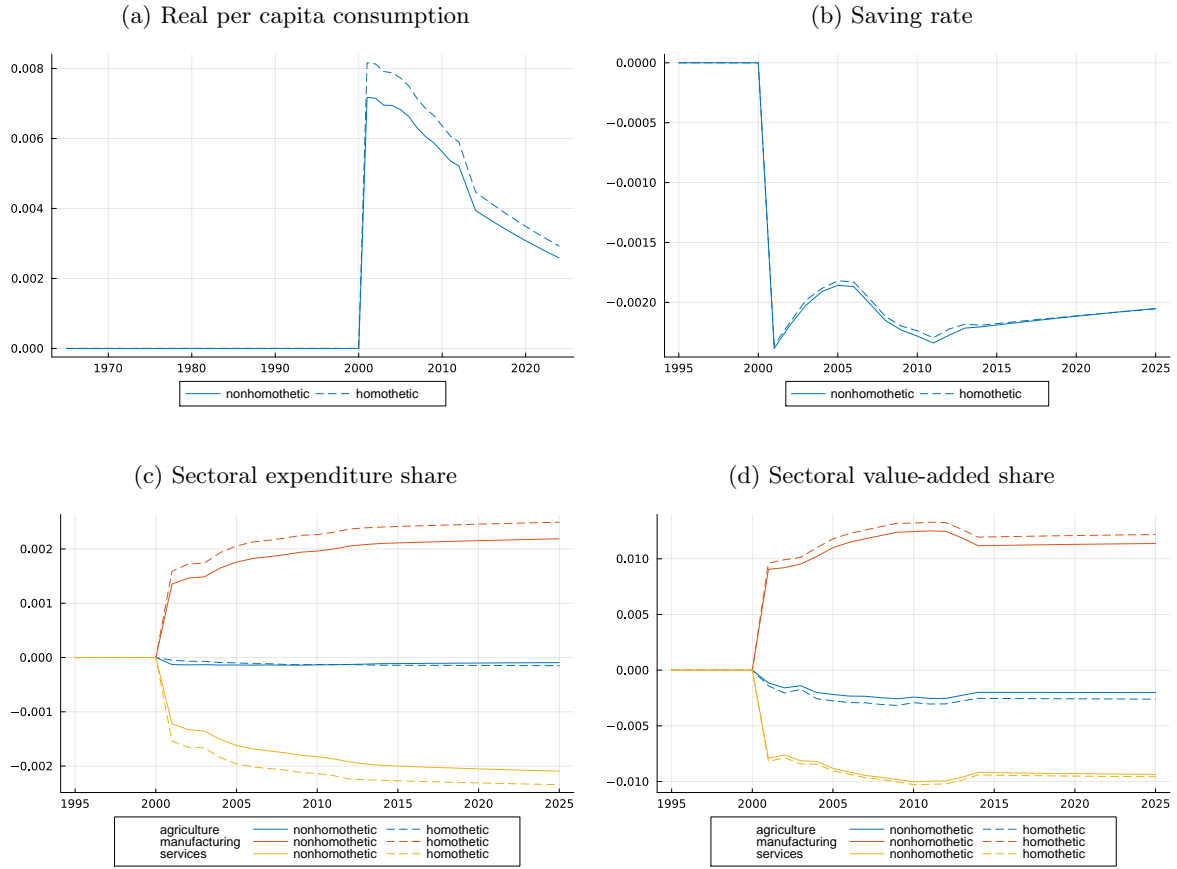 (a) Real per capita consumption
0.008
0.006
0.004
0.002
0.000
1970 1980 1990 2000 2010 2020
nonhomothetic homothetic
(b) Saving rate
0.0000
−0.0005
−0.0010
−0.0015
−0.0020
1995 2000 2005 2010 2015 2020 2025
nonhomothetic homothetic
(c) Sectoral expenditure share
0.002
0.001
0.000
−0.001
−0.002
1995 2000 2005 2010 2015 2020 2025
agriculture nonhomothetic homothetic
manufacturing nonhomothetic homothetic
services nonhomothetic homothetic
(d) Sectoral value-added share
0.010
0.005
0.000
−0.005
−0.010
1995 2000 2005 2010 2015 2020 2025
agriculture nonhomothetic homothetic
manufacturing nonhomothetic homothetic
services nonhomothetic homothetic